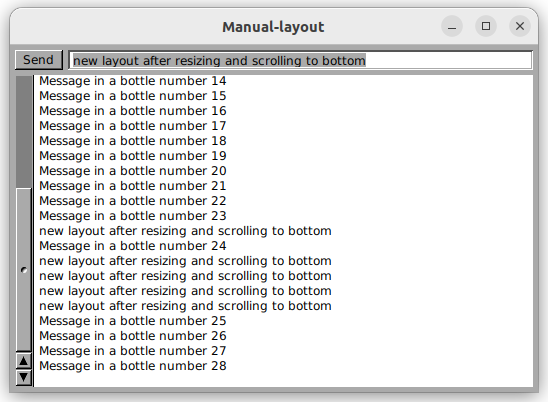 Manual-layout
Send
new layout after resizing and scrolling to bottom
Message in a bottle number 14
Message in a bottle number 15
Message in a bottle number 16
Message in a bottle number 17
Message in a bottle number 18
Message in a bottle number 19
Message in a bottle number 20
Message in a bottle number 21
Message in a bottle number 22
Message in a bottle number 23
new layout after resizing and scrolling to bottom
Message in a bottle number 24
new layout after resizing and scrolling to bottom
new layout after resizing and scrolling to bottom
new layout after resizing and scrolling to bottom
new layout after resizing and scrolling to bottom
Message in a bottle number 25
Message in a bottle number 26
Message in a bottle number 27
Message in a bottle number 28